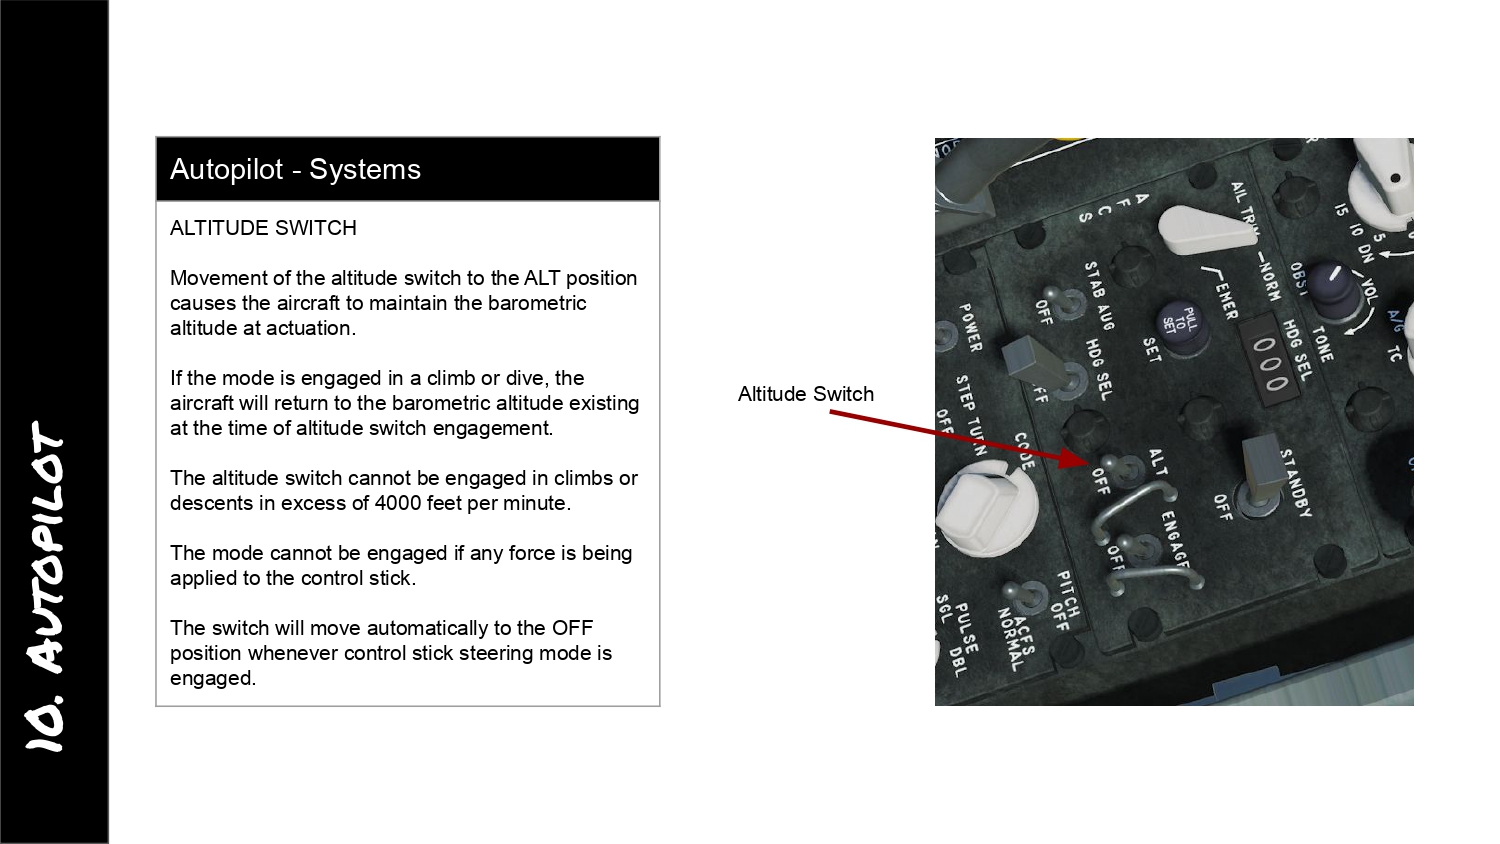 10. AUTOPILOT
Autopilot - Systems
ALTITUDE SWITCH
Movement of the altitude switch to the ALT position
causes the aircraft to maintain the barometric
altitude at actuation.
If the mode is engaged in a climb or dive, the
aircraft will return to the barometric altitude existing
at the time of altitude switch engagement.
The altitude switch cannot be engaged in climbs or
descents in excess of 4000 feet per minute.
The mode cannot be engaged if any force is being
applied to the control stick.
The switch will move automatically to the OFF
position whenever control stick steering mode is
engaged.
Altitude Switch
AFCS
AIL TRIM
NORM
EMER
STAB AUG
OFF
PULL
TO
SET
SET
HDG SEL
000
HDG SEL
ALT
OFF
ENGAGE
OFF
STANDBY
OFF
POWER
STEP TURN
OFF
CODE
PITCH
OFF
ACFS
NORMAL
PULSE
SGL
DBL
15 10 DN 5
OBST
VOL
TONE
A/G
TC